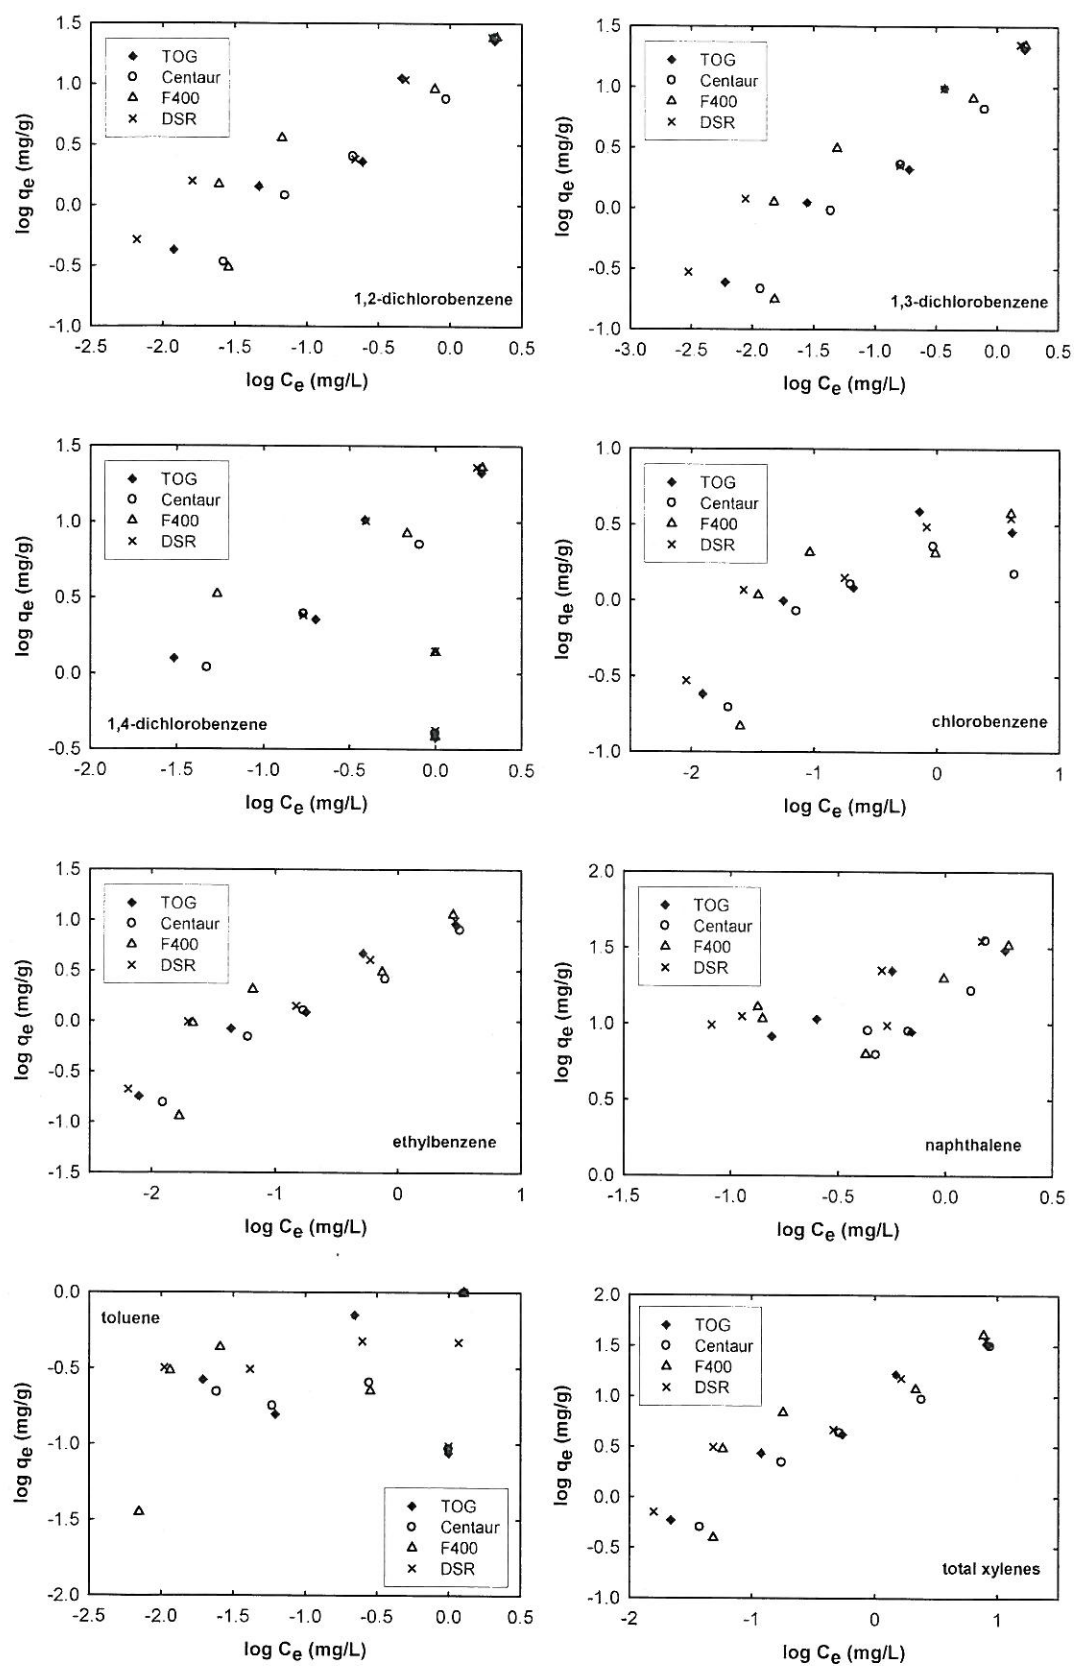 1.5
1.0
0.5
0.0
-0.5
-1.0
log qe (mg/g)
TOG
Centaur
F400
DSR
1,2-dichlorobenzene
-2.5 -2.0 -1.5 -1.0 -0.5 0.0 0.5
log Ce (mg/L)
1.5
1.0
0.5
0.0
-0.5
-1.0
log qe (mg/g)
TOG
Centaur
F400
DSR
1,3-dichlorobenzene
-3.0 -2.5 -2.0 -1.5 -1.0 -0.5 0.0 0.5
log Ce (mg/L)
1.5
1.0
0.5
0.0
-0.5
log qe (mg/g)
TOG
Centaur
F400
DSR
1,4-dichlorobenzene
-2.0 -1.5 -1.0 -0.5 0.0 0.5
log Ce (mg/L)
1.0
0.5
0.0
-0.5
-1.0
log qe (mg/g)
TOG
Centaur
F400
DSR
chlorobenzene
-2 -1 0 1
log Ce (mg/L)
1.5
1.0
0.5
0.0
-0.5
-1.0
-1.5
log qe (mg/g)
TOG
Centaur
F400
DSR
ethylbenzene
-2 -1 0 1
log Ce (mg/L)
2.0
1.5
1.0
0.5
0.0
log qe (mg/g)
TOG
Centaur
F400
DSR
naphthalene
-1.5 -1.0 -0.5 0.0 0.5
log Ce (mg/L)
0.0
-0.5
-1.0
-1.5
-2.0
log qe (mg/g)
toluene
TOG
Centaur
F400
DSR
-2.5 -2.0 -1.5 -1.0 -0.5 0.0 0.5
log Ce (mg/L)
2.0
1.5
1.0
0.5
0.0
-0.5
-1.0
log qe (mg/g)
TOG
Centaur
F400
DSR
total xylenes
-2 -1 0 1
log Ce (mg/L)